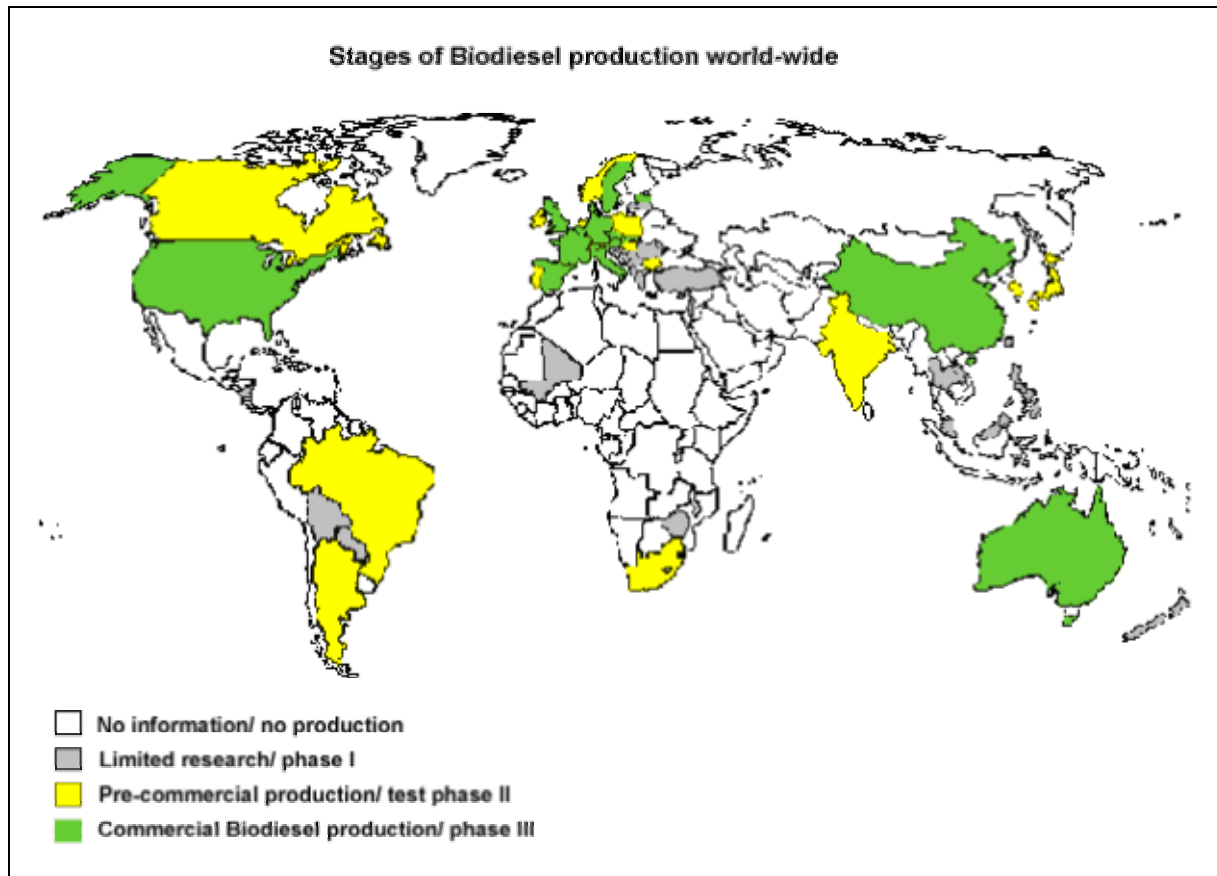 Stages of Biodiesel production world-wide
No information/ no production
Limited research/ phase I
Pre-commercial production/ test phase II
Commercial Biodiesel production/ phase III